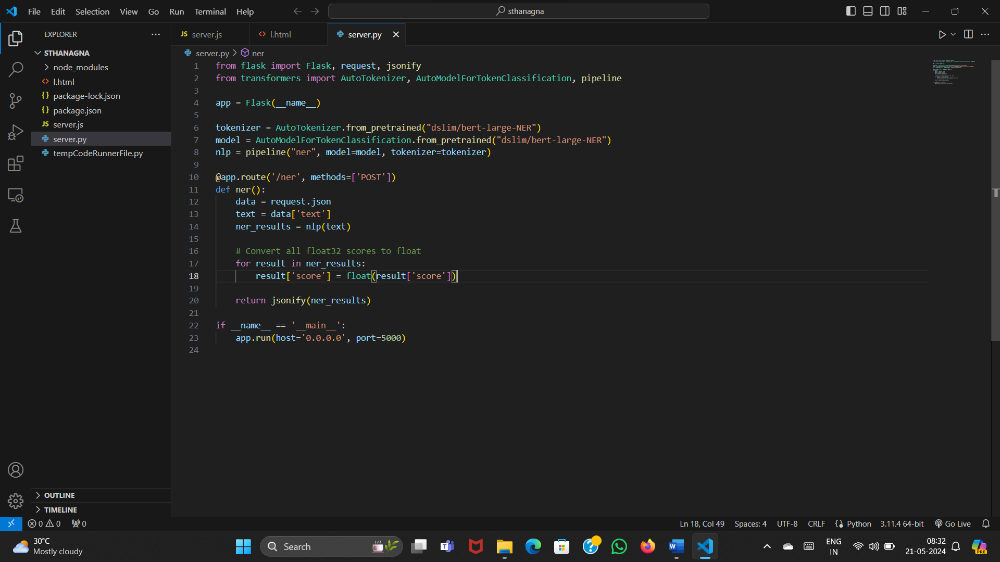 File Edit Selection View Go Run Terminal Help
sthanagna
EXPLORER
STHANAGNA
node_modules
l.html
package-lock.json
package.json
server.js
server.py
tempCodeRunnerFile.py
OUTLINE
TIMELINE
JS server.js
l.html
server.py
server.py > ner
1 from flask import Flask, request, jsonify
2 from transformers import AutoTokenizer, AutoModelForTokenClassification, pipeline
3
4 app = Flask(__name__)
5
6 tokenizer = AutoTokenizer.from_pretrained("dslim/bert-large-NER")
7 model = AutoModelForTokenClassification.from_pretrained("dslim/bert-large-NER")
8 nlp = pipeline("ner", model=model, tokenizer=tokenizer)
9
10 @app.route('/ner', methods=['POST'])
11 def ner():
12     data = request.json
13     text = data['text']
14     ner_results = nlp(text)
15
16     # Convert all float32 scores to float
17     for result in ner_results:
18         result['score'] = float(result['score'])
19
20     return jsonify(ner_results)
21
22 if __name__ == '__main__':
23     app.run(host='0.0.0.0', port=5000)
24
0 0 0
Ln 18, Col 49 Spaces: 4 UTF-8 CRLF Python 3.11.4 64-bit Go Live
30°C
Mostly cloudy
Search
ENG
IN
08:32
21-05-2024
PRE